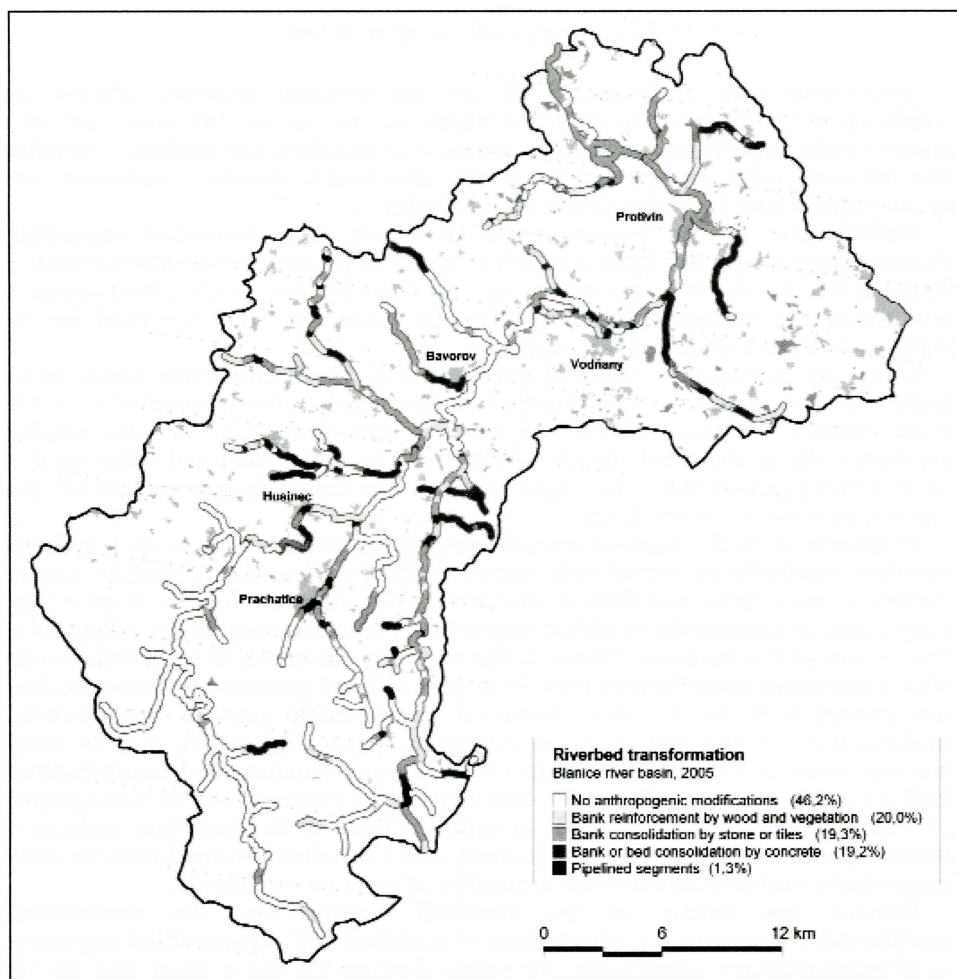 Protivin
Bavorov
Vodňany
Husinec
Prachatice
Riverbed transformation
Blanice river basin, 2005
No anthropogenic modifications (46,2%)
Bank reinforcement by wood and vegetation (20,0%)
Bank consolidation by stone or tiles (19,3%)
Bank or bed consolidation by concrete (19,2%)
Pipelined segments (1,3%)
0 6 12 km